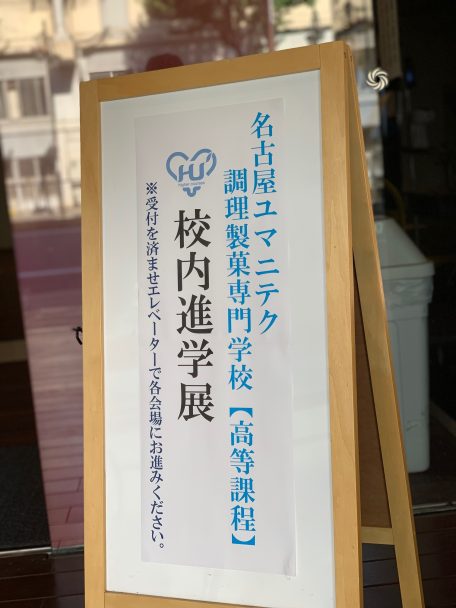 名古屋ユマニテク
調理製菓専門学校【高等課程】
HU
校内進学展
※受付を済ませエレベーターで各会場にお進みください。